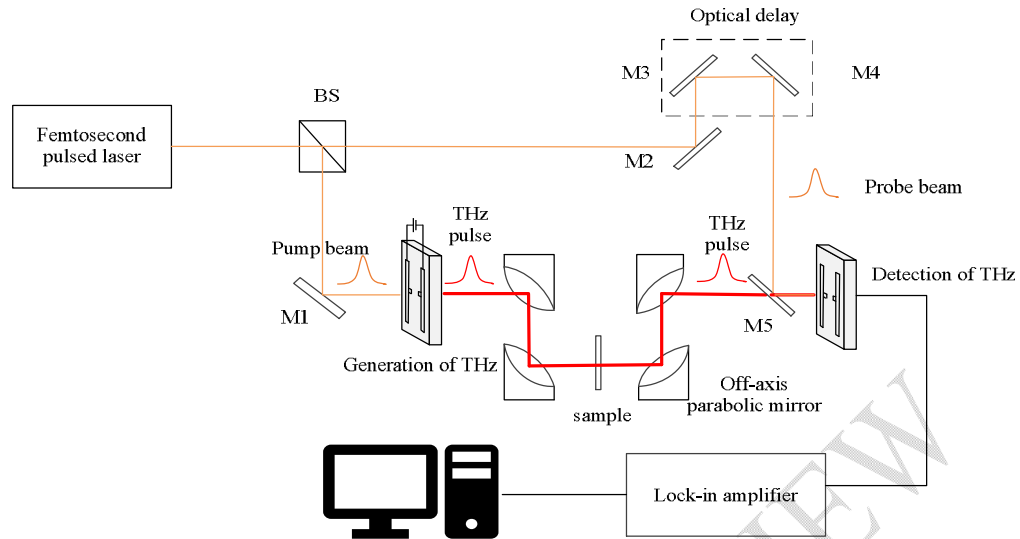 Optical delay
M3
M4
BS
Femtosecond
pulsed laser
M2
Probe beam
THz
pulse
THz
pulse
Pump beam
Detection of THz
M1
M5
Generation of THz
Off-axis
parabolic mirror
sample
Lock-in amplifier